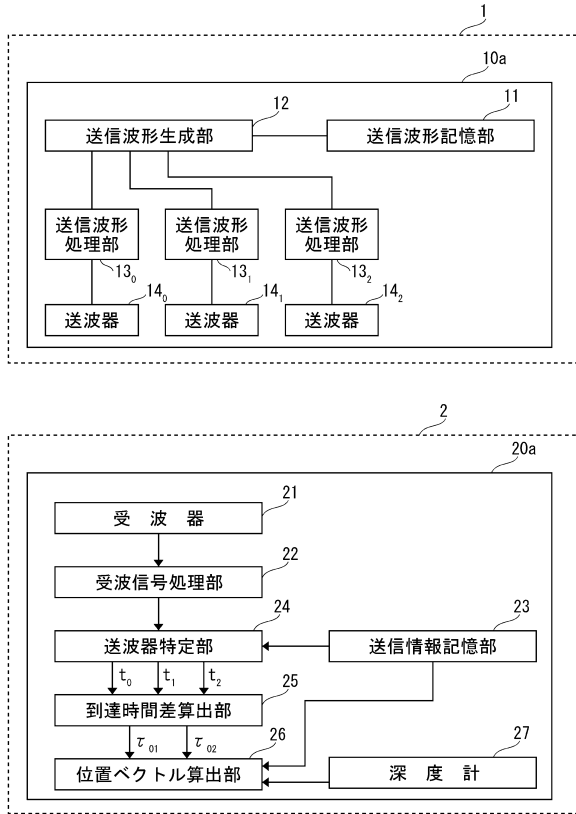 1
10a
12
11
送信波形生成部
送信波形記憶部
送信波形
処理部
送信波形
処理部
送信波形
処理部
13₀
13₁
13₂
14₀
14₁
14₂
送波器
送波器
送波器
2
20a
21
受 波 器
22
受波信号処理部
24
23
送波器特定部
送信情報記憶部
t₀
t₁
t₂
25
到達時間差算出部
τ₀₁
τ₀₂
26
27
位置ベクトル算出部
深 度 計